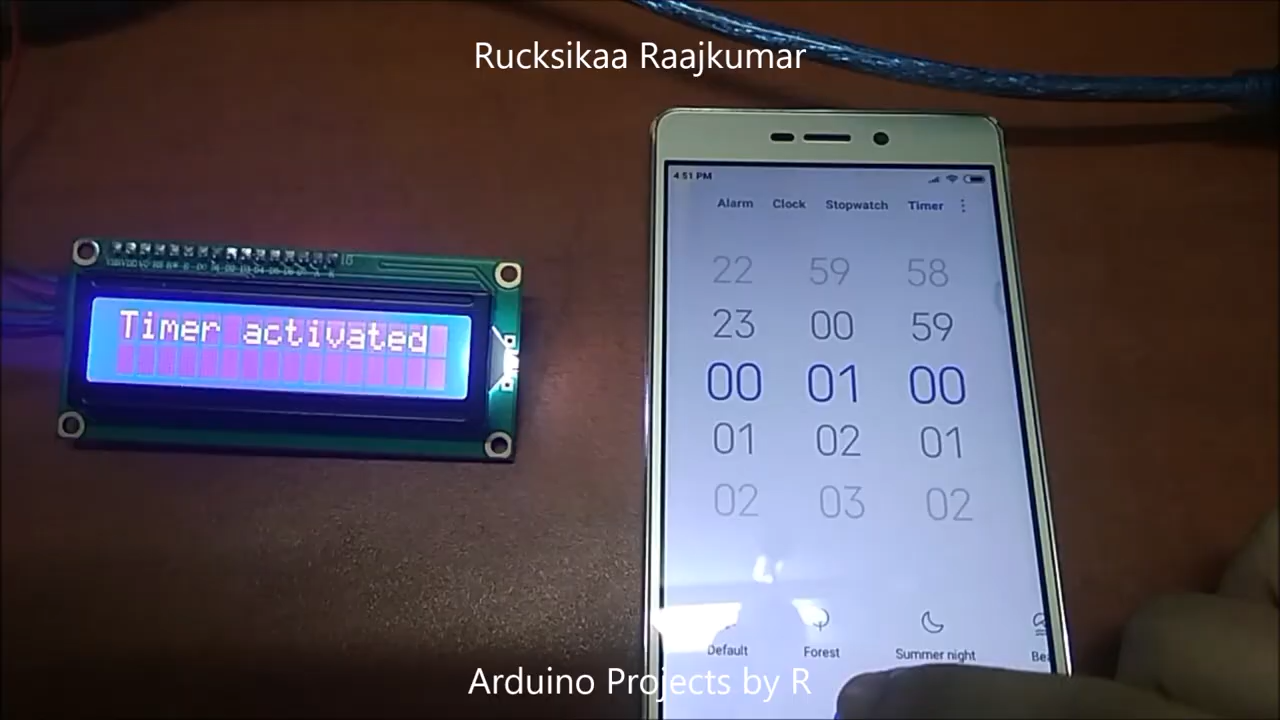 Rucksikaa Raajkumar
4:51 PM
Alarm Clock Stopwatch Timer
22 59 58
23 00 59
00 01 00
01 02 01
02 03 02
Default Forest Summer night
Timer activated
16
Arduino Projects by R